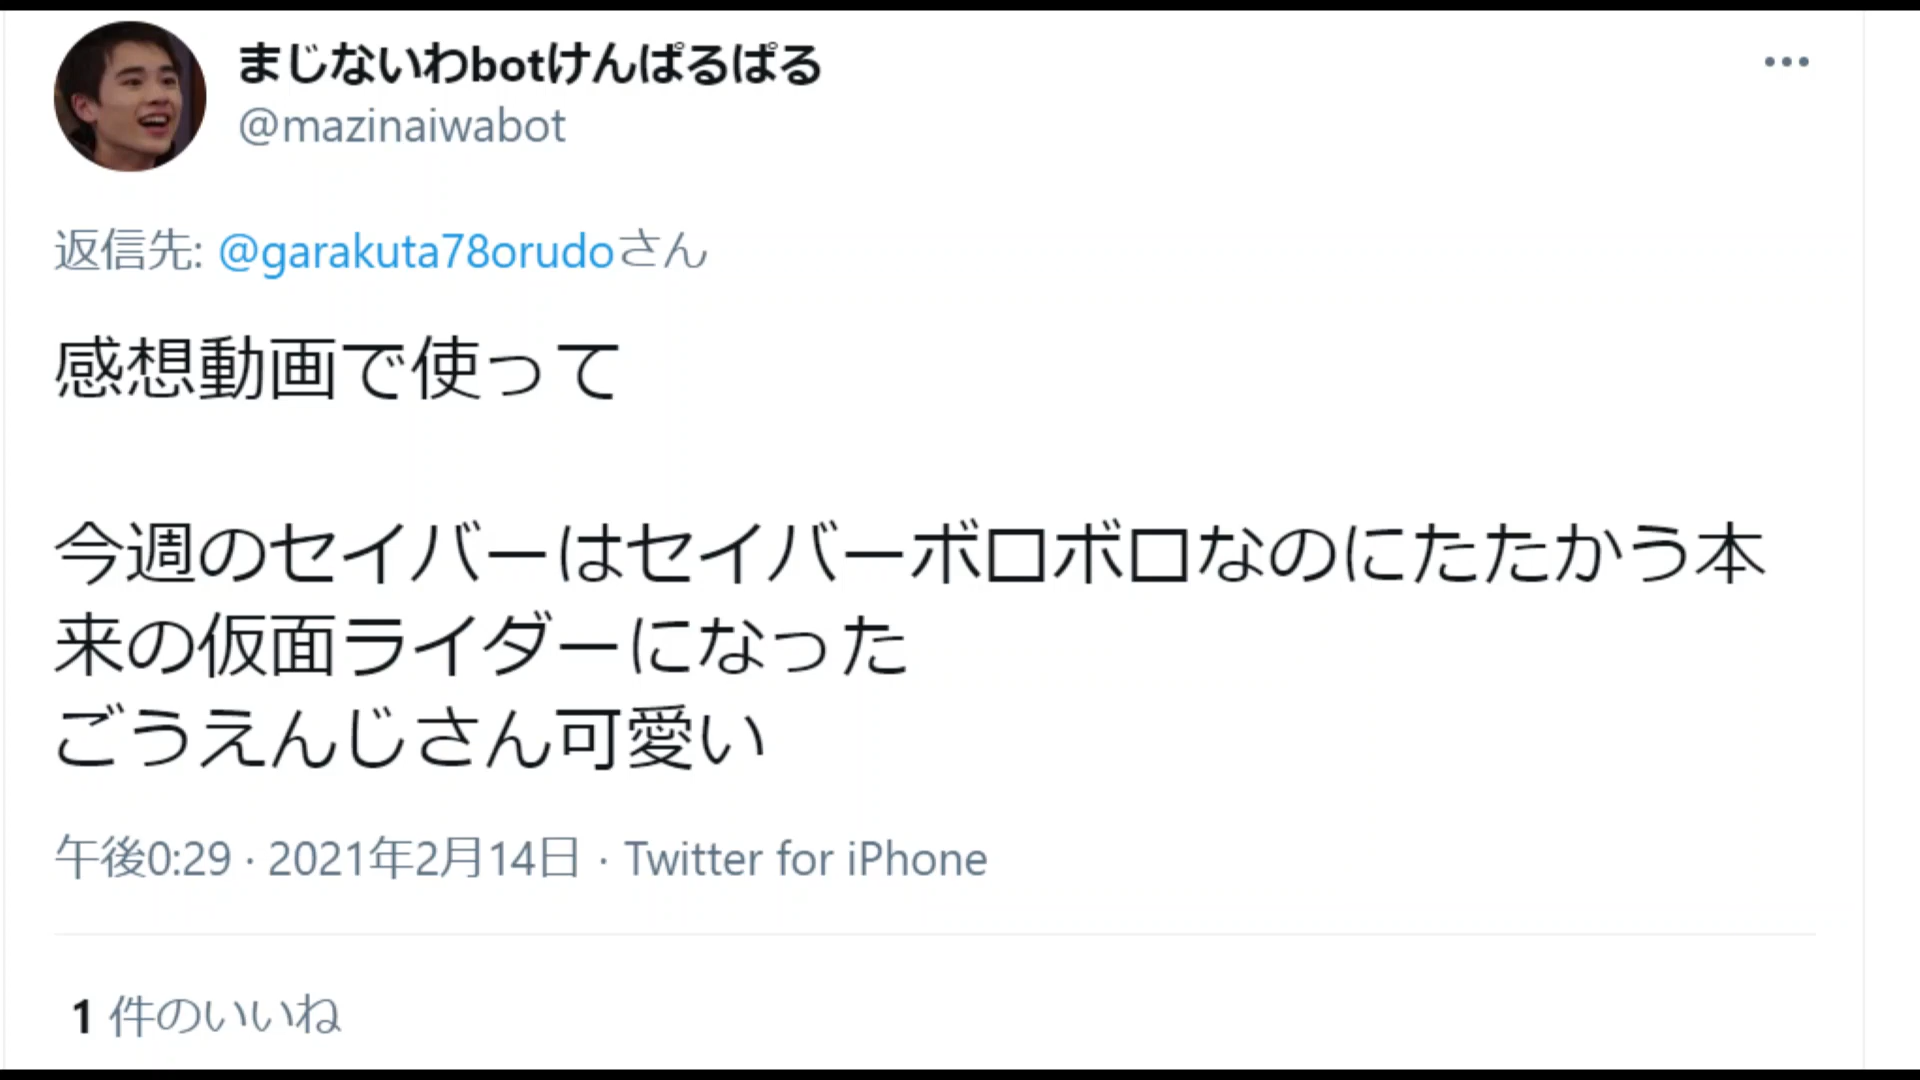 まじないわbotけんぱるぱる
@mazinaiwabot
返信先: @garakuta78orudoさん
感想動画で使って
今週のセイバーはセイバーボロボロなのにたたかう本
来の仮面ライダーになった
ごうえんじさん可愛い
午後0:29 · 2021年2月14日 · Twitter for iPhone
1 件のいいね